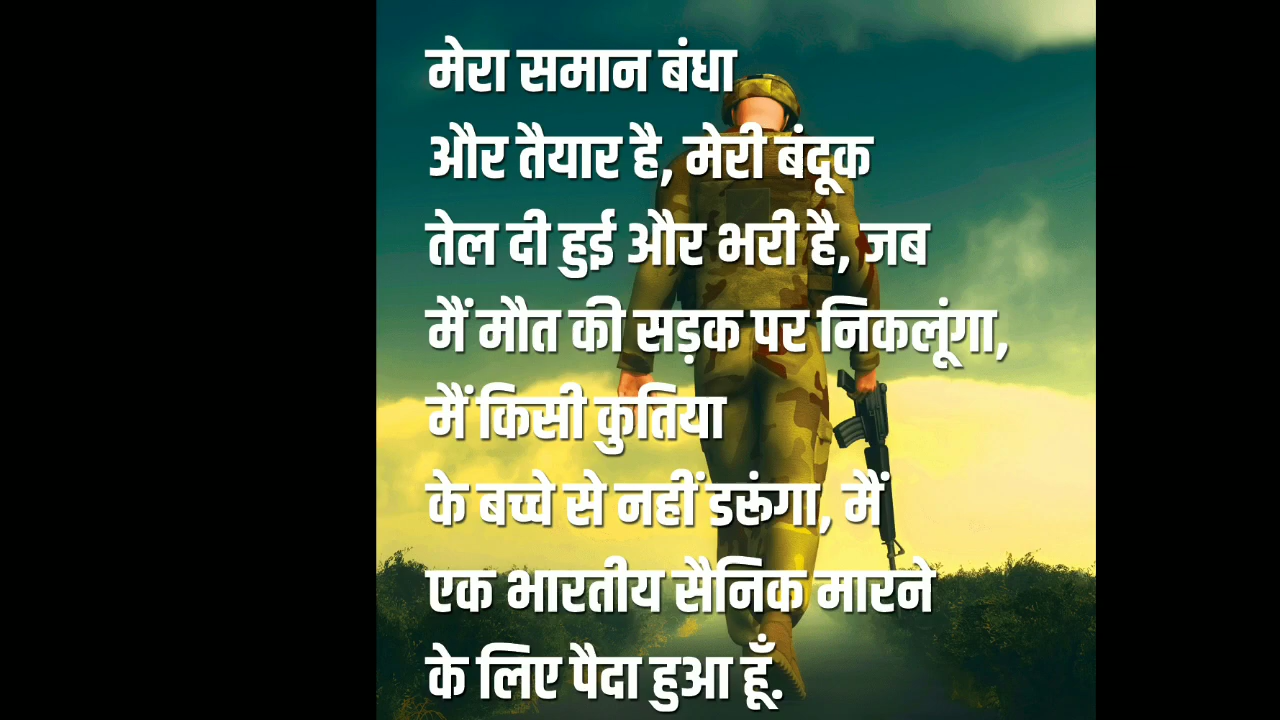 मेरा समान बंधा
और तैयार है, मेरी बंदूक
तेल दी हुई और भरी है, जब
मैं मौत की सड़क पर निकलूंगा,
मैं किसी कुतिया
के बच्चे से नहीं डरूंगा, मैं
एक भारतीय सैनिक मारने
के लिए पैदा हुआ हूँ.